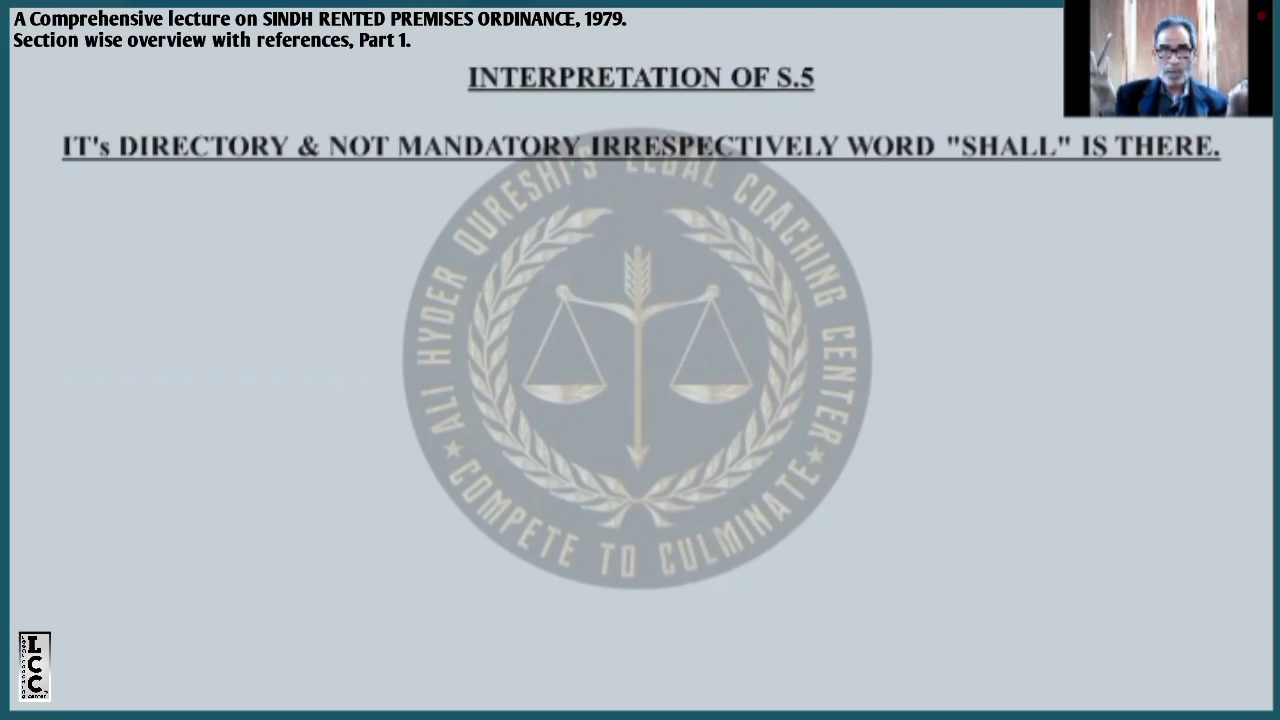 A Comprehensive lecture on SINDH RENTED PREMISES ORDINANCE, 1979.
Section wise overview with references, Part 1.
INTERPRETATION OF S.5
IT's DIRECTORY & NOT MANDATORY IRRESPECTIVELY WORD "SHALL" IS THERE.
ALI HYDER QURESHI'S LEGAL COACHING CENTER
COMPETE TO CULMINATE
LCC